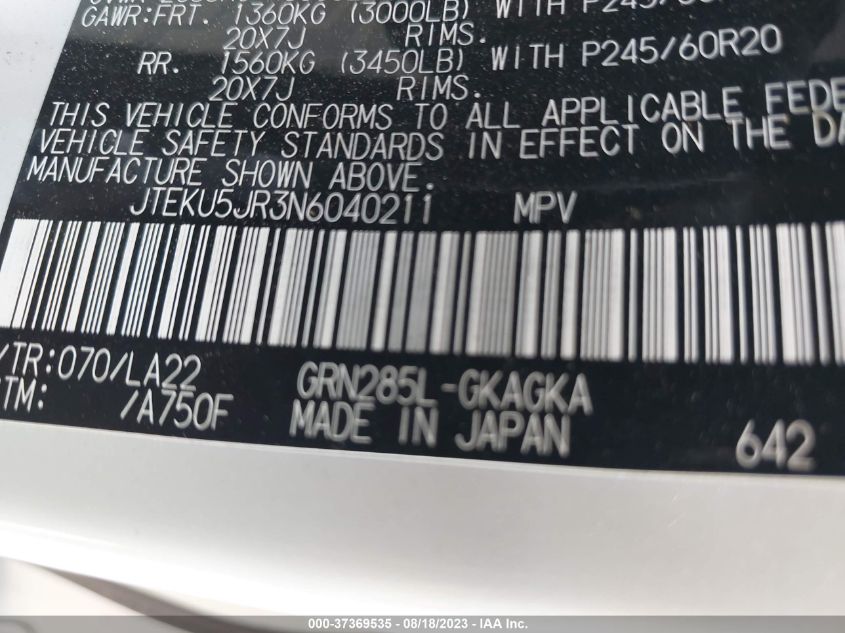 GAWR:FRT. 1360KG (3000LB) WITH
20X7J RIMS.
RR. 1560KG (3450LB) WITH P245/60R20
20X7J RIMS.
THIS VEHICLE CONFORMS TO ALL APPLICABLE FEDE
VEHICLE SAFETY STANDARDS IN EFFECT ON THE DA
MANUFACTURE SHOWN ABOVE.
JTEKU5JR3N6040211 MPV
/TR:070/LA22 GRN285L-GKAGKA
TM: /A750F MADE IN JAPAN 642
000-37369535 - 08/18/2023 - IAA Inc.